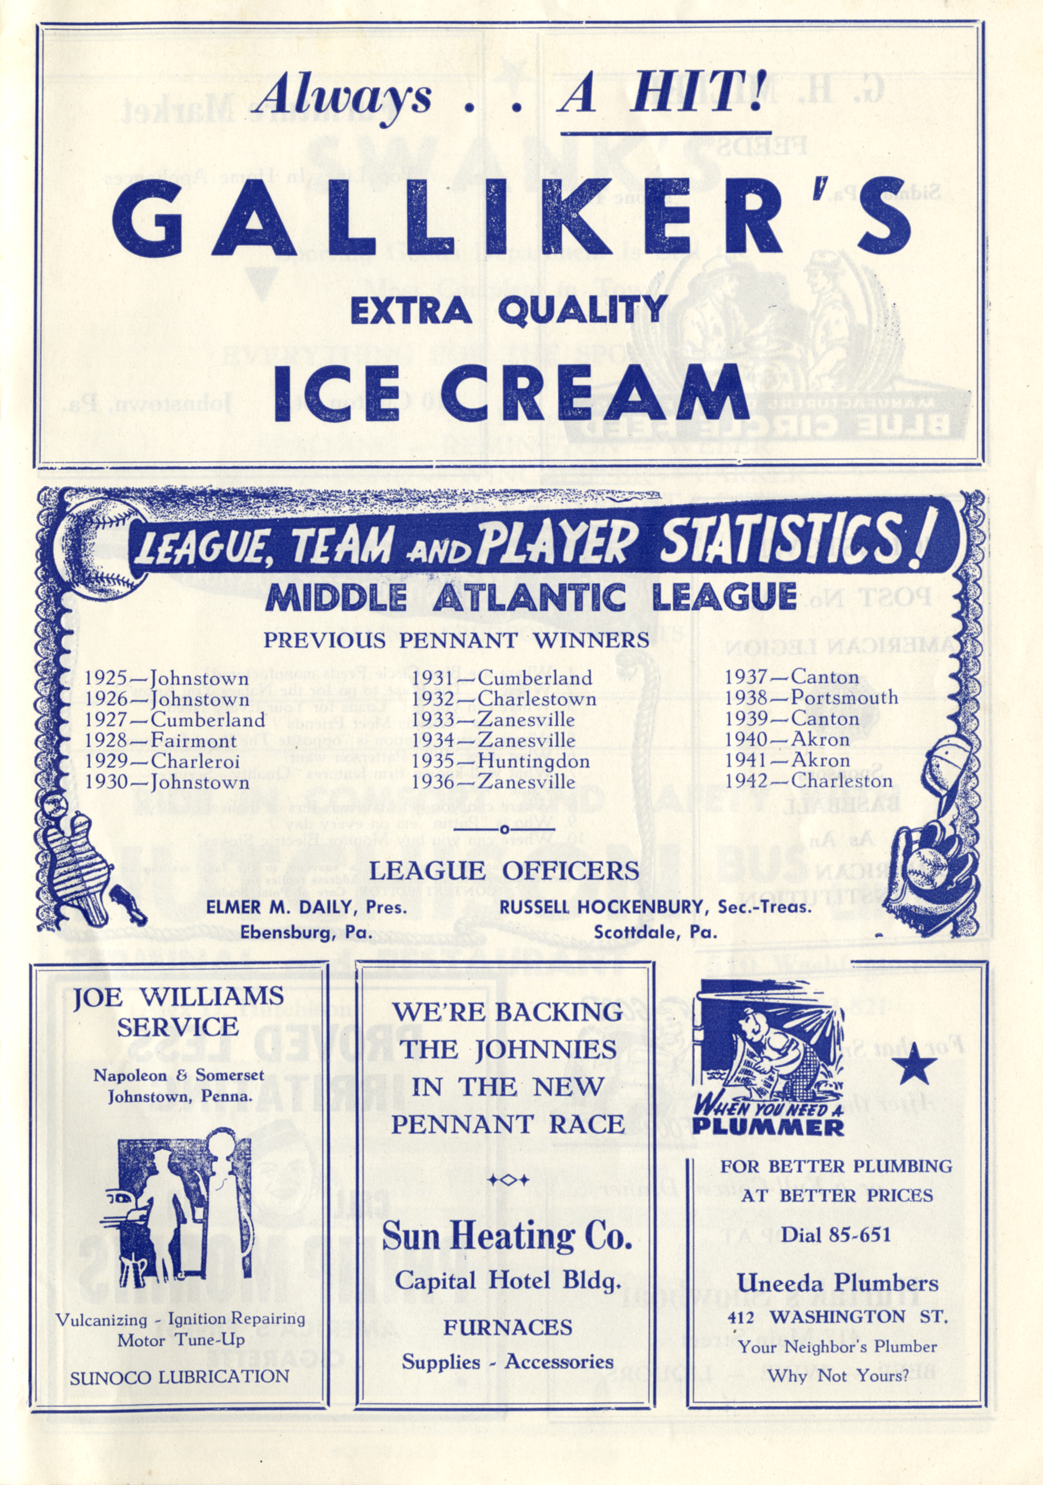 Always . . A HIT!
GALLIKER'S
EXTRA QUALITY
ICE CREAM
LEAGUE, TEAM AND PLAYER STATISTICS!
MIDDLE ATLANTIC LEAGUE
PREVIOUS PENNANT WINNERS
1925—Johnstown
1926—Johnstown
1927—Cumberland
1928—Fairmont
1929—Charleroi
1930—Johnstown
1931—Cumberland
1932—Charlestown
1933—Zanesville
1934—Zanesville
1935—Huntingdon
1936—Zanesville
1937—Canton
1938—Portsmouth
1939—Canton
1940—Akron
1941—Akron
1942—Charleston
LEAGUE OFFICERS
ELMER M. DAILY, Pres.
Ebensburg, Pa.
RUSSELL HOCKENBURY, Sec.-Treas.
Scottdale, Pa.
JOE WILLIAMS
SERVICE
Napoleon & Somerset
Johnstown, Penna.
Vulcanizing - Ignition Repairing
Motor Tune-Up
SUNOCO LUBRICATION
WE'RE BACKING
THE JOHNNIES
IN THE NEW
PENNANT RACE
Sun Heating Co.
Capital Hotel Bldg.
FURNACES
Supplies - Accessories
WHEN YOU NEED A
PLUMMER
FOR BETTER PLUMBING
AT BETTER PRICES
Dial 85-651
Uneeda Plumbers
412 WASHINGTON ST.
Your Neighbor's Plumber
Why Not Yours?